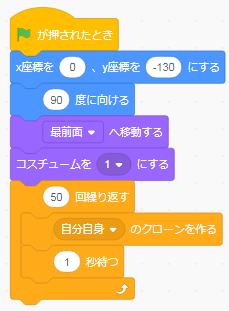 が押されたとき
x座標を 0 、y座標を -130 にする
90 度に向ける
最前面 へ移動する
コスチュームを 1 にする
50 回繰り返す
自分自身 のクローンを作る
1 秒待つ